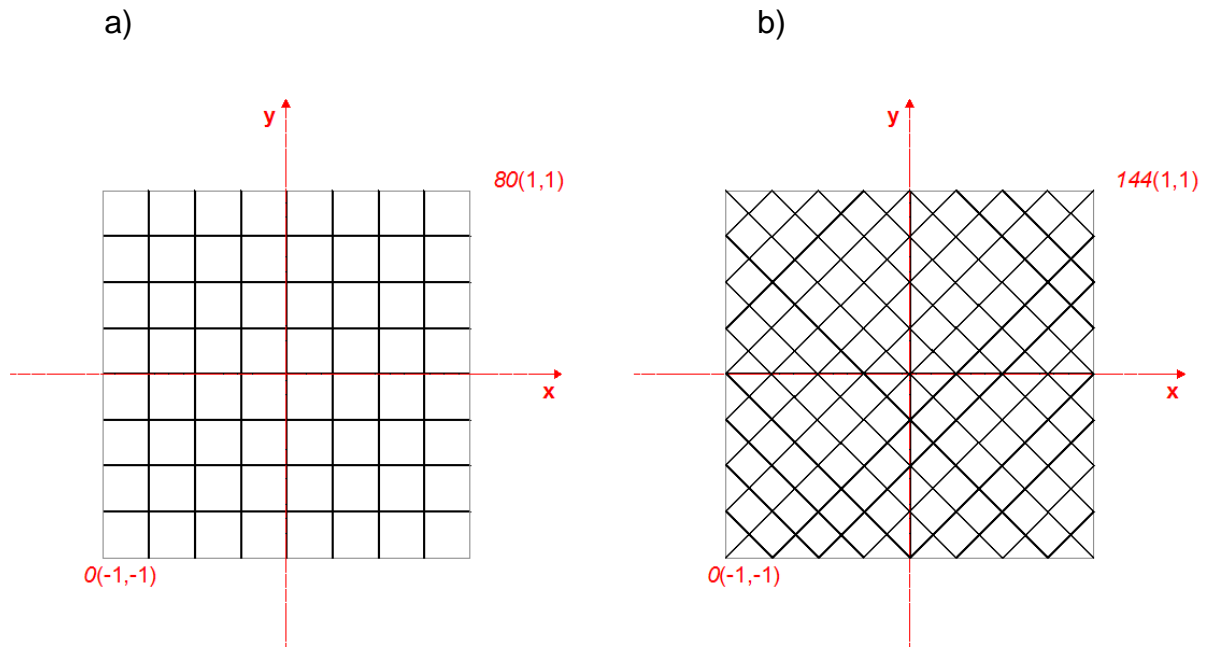 a)
b)
y
80(1,1)
x
0(-1,-1)
y
144(1,1)
x
0(-1,-1)